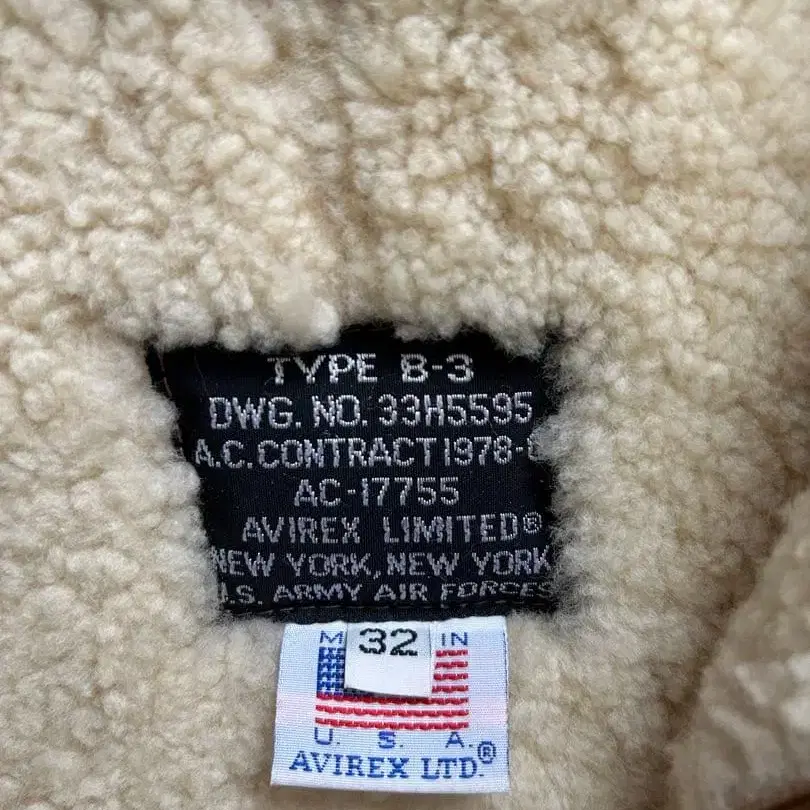 TYPE B-3
DWG. NO. 33H5595
A.C. CONTRACT 1978-
AC-17755
AVIREX LIMITED®
NEW YORK, NEW YORK
U.S. ARMY AIR FORCES
M 32 IN
U. S. A.
AVIREX LTD.®